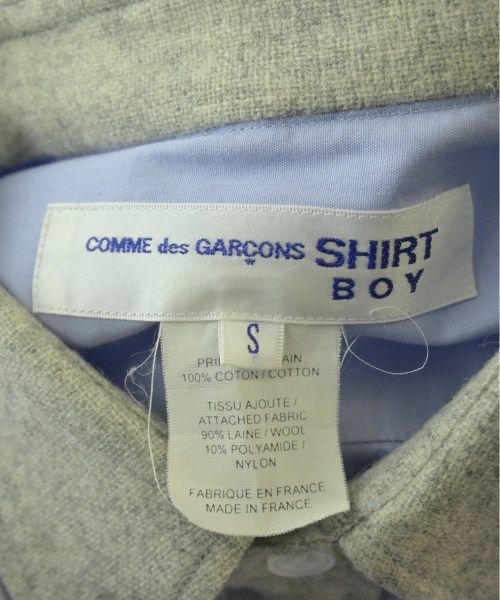 COMME des GARÇONS SHIRT
BOY
S
100% COTON / COTTON
TISSU AJOUTE /
ATTACHED FABRIC
90% LAINE / WOOL
10% POLYAMIDE /
NYLON
FABRIQUE EN FRANCE
MADE IN FRANCE